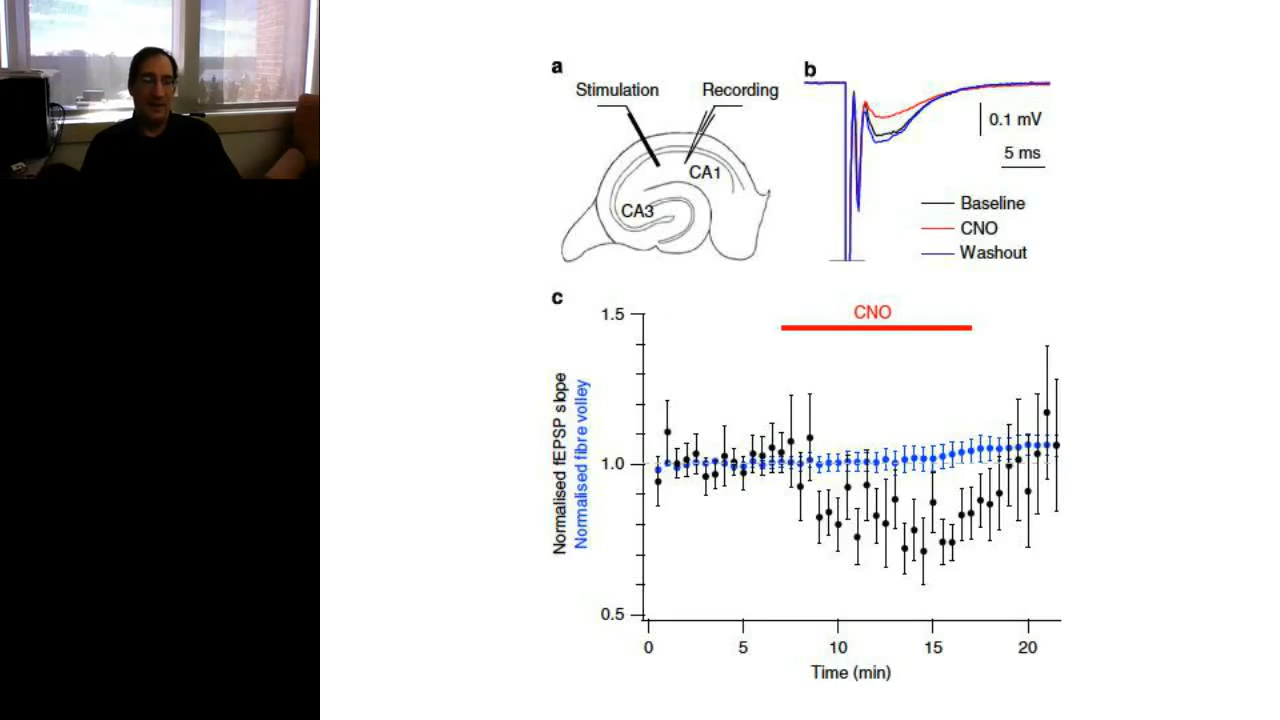 a
Stimulation
Recording
CA1
CA3
b
0.1 mV
5 ms
Baseline
CNO
Washout
c
CNO
Normalised fEPSP slope
Normalised fibre volley
1.5
1.0
0.5
0
5
10
15
20
Time (min)